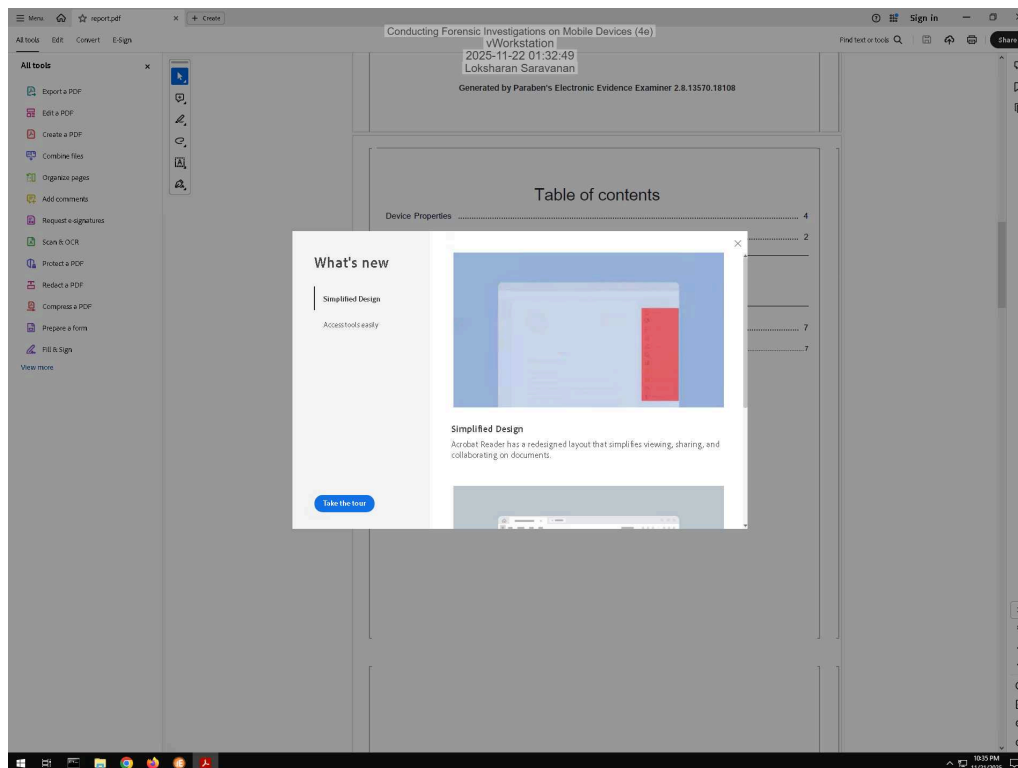 Menu
report.pdf
+ Create
Sign in
All tools Edit Convert E-Sign
Find text or tools
Share
Conducting Forensic Investigations on Mobile Devices (4e)
vWorkstation
2025-11-22 01:32:49
Loksharan Saravanan
All tools
Export a PDF
Edit a PDF
Create a PDF
Combine files
Organize pages
Add comments
Request e-signatures
Scan & OCR
Protect a PDF
Redact a PDF
Compress a PDF
Prepare a form
Fill & Sign
View more
Generated by Paraben's Electronic Evidence Examiner 2.8.13570.18108
Table of contents
Device Properties 4
2
7
7
What's new
Simplified Design
Access tools easily
Take the tour
Simplified Design
Acrobat Reader has a redesigned layout that simplifies viewing, sharing, and
collaborating on documents.
10:35 PM
11/21/2025